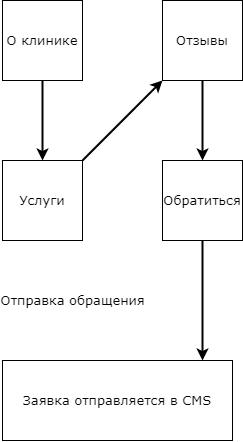 О клинике
Отзывы
Услуги
Обратиться
Отправка обращения
Заявка отправляется в CMS